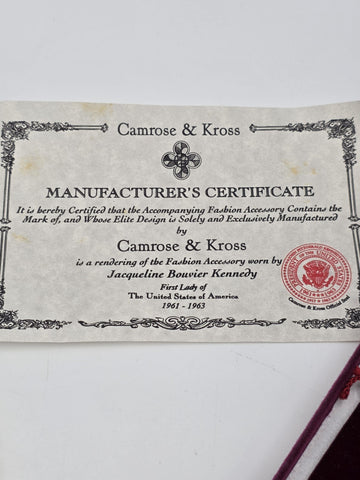 Camrose & Kross
MANUFACTURER'S CERTIFICATE
It is hereby Certified that the Accompanying Fashion Accessory Contains the
Mark of, and Whose Elite Design is Solely and Exclusively Manufactured
by
Camrose & Kross
is a rendering of the Fashion Accessory worn by
Jacqueline Bouvier Kennedy
First Lady of
The United States of America
1961 - 1963
Camrose & Kross Official Seal